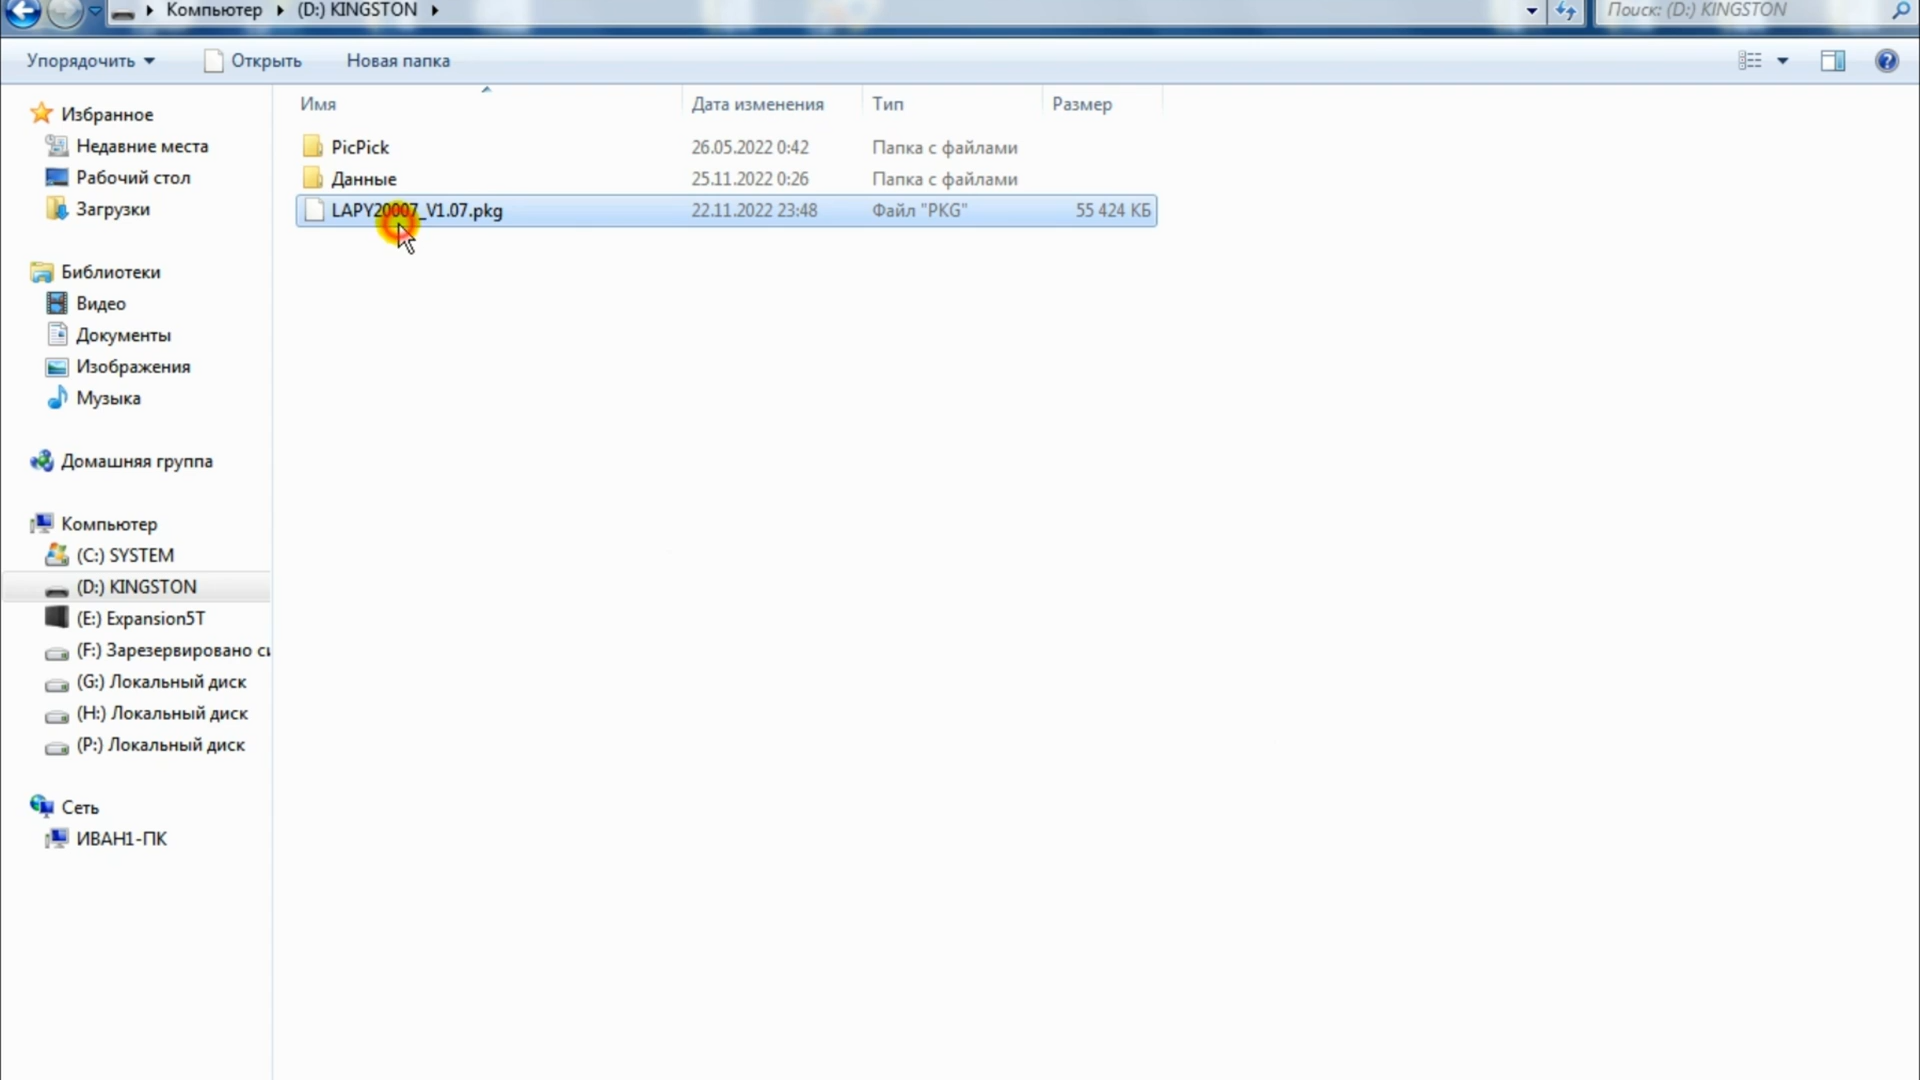 Компьютер (D:) KINGSTON
Поиск: (D:) KINGSTON
Упорядочить Открыть Новая папка
Избранное
Недавние места
Рабочий стол
Загрузки
Библиотеки
Видео
Документы
Изображения
Музыка
Домашняя группа
Компьютер
(C:) SYSTEM
(D:) KINGSTON
(E:) Expansion5T
(F:) Зарезервировано си
(G:) Локальный диск
(H:) Локальный диск
(P:) Локальный диск
Сеть
ИВАН1-ПК
Имя Дата изменения Тип Размер
PicPick 26.05.2022 0:42 Папка с файлами
Данные 25.11.2022 0:26 Папка с файлами
LAPY20007_V1.07.pkg 22.11.2022 23:48 Файл "PKG" 55 424 КБ